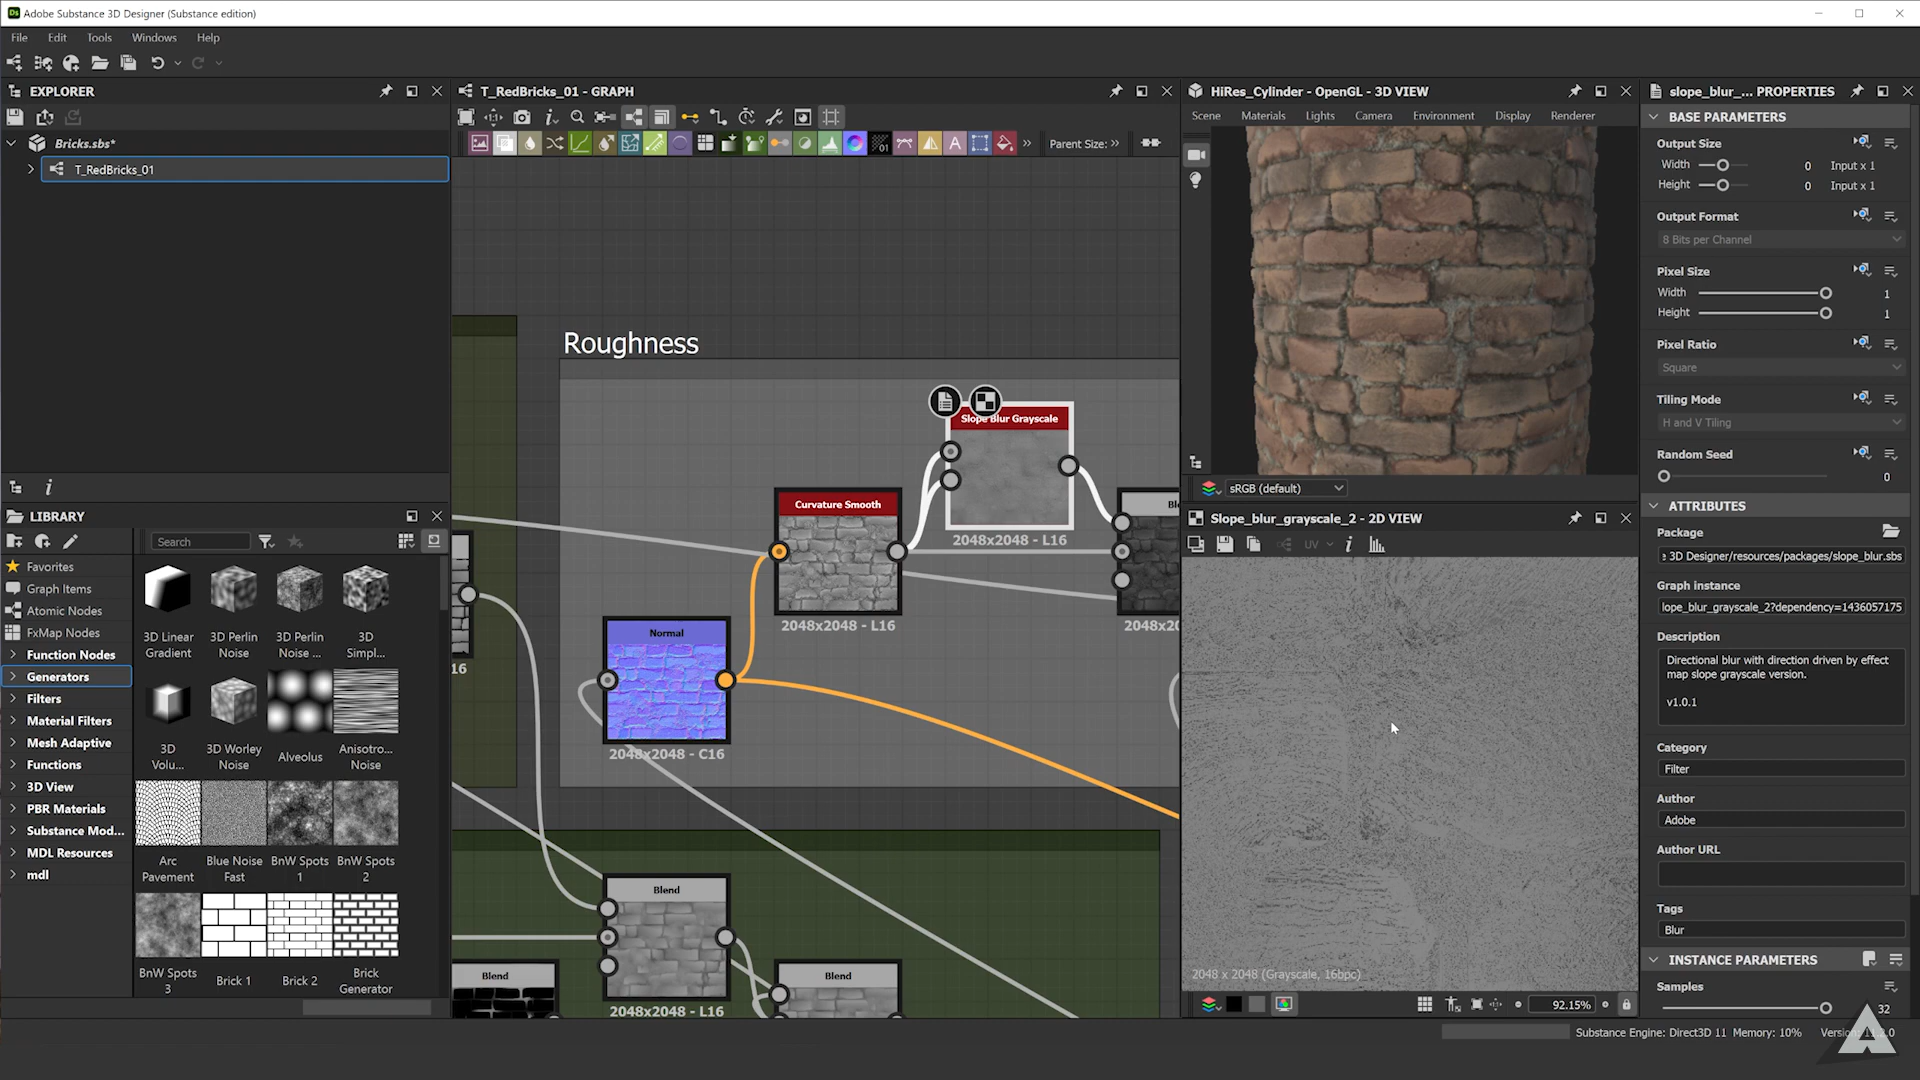 Adobe Substance 3D Designer (Substance edition)
File Edit Tools Windows Help
EXPLORER
Bricks.sbs*
T_RedBricks_01
LIBRARY
Search
Favorites
Graph Items
Atomic Nodes
FxMap Nodes
Function Nodes
Generators
Filters
Material Filters
Mesh Adaptive
Functions
3D View
PBR Materials
Substance Mod...
MDL Resources
mdl
3D Linear Gradient
3D Perlin Noise
3D Perlin Noise ...
3D Simpl...
3D Volu...
3D Worley Noise
Alveolus
Anisotro... Noise
Arc Pavement
Blue Noise Fast
BnW Spots 1
BnW Spots 2
BnW Spots 3
Brick 1
Brick 2
Brick Generator
T_RedBricks_01 - GRAPH
Parent Size:
Roughness
Slope Blur Grayscale
2048x2048 - L16
Curvature Smooth
2048x2048 - L16
Normal
2048x2048 - C16
Blend
2048x2048 - L16
Blend
Blend
16
Ble
2048x20
HiRes_Cylinder - OpenGL - 3D VIEW
Scene Materials Lights Camera Environment Display Renderer
sRGB (default)
Slope_blur_grayscale_2 - 2D VIEW
UV
2048 x 2048 (Grayscale, 16bpc)
92.15%
slope_blur_... PROPERTIES
BASE PARAMETERS
Output Size
Width 0 Input x 1
Height 0 Input x 1
Output Format
8 Bits per Channel
Pixel Size
Width 1
Height 1
Pixel Ratio
Square
Tiling Mode
H and V Tiling
Random Seed
0
ATTRIBUTES
Package
3D Designer/resources/packages/slope_blur.sbs
Graph instance
lope_blur_grayscale_2?dependency=1436057175
Description
Directional blur with direction driven by effect
map slope grayscale version.
v1.0.1
Category
Filter
Author
Adobe
Author URL
Tags
Blur
INSTANCE PARAMETERS
Samples
32
Substance Engine: Direct3D 11 Memory: 10%